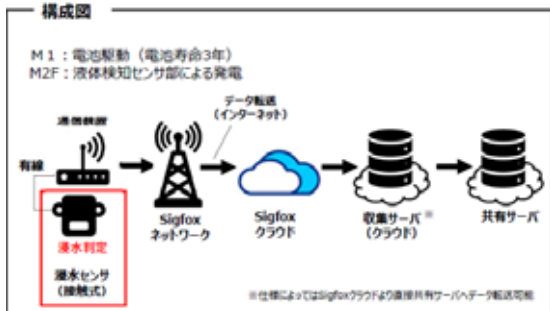 構成図
M1：電池駆動（電池寿命3年）
M2F：液体検知センサ部による発電
データ転送
(インターネット)
通信装置
有線
浸水判定
浸水センサ
(接触式)
Sigfox
ネットワーク
Sigfox
クラウド
収集サーバ※
(クラウド)
共有サーバ
※仕様によってはSigfoxクラウドより直接共有サーバへデータ転送可能